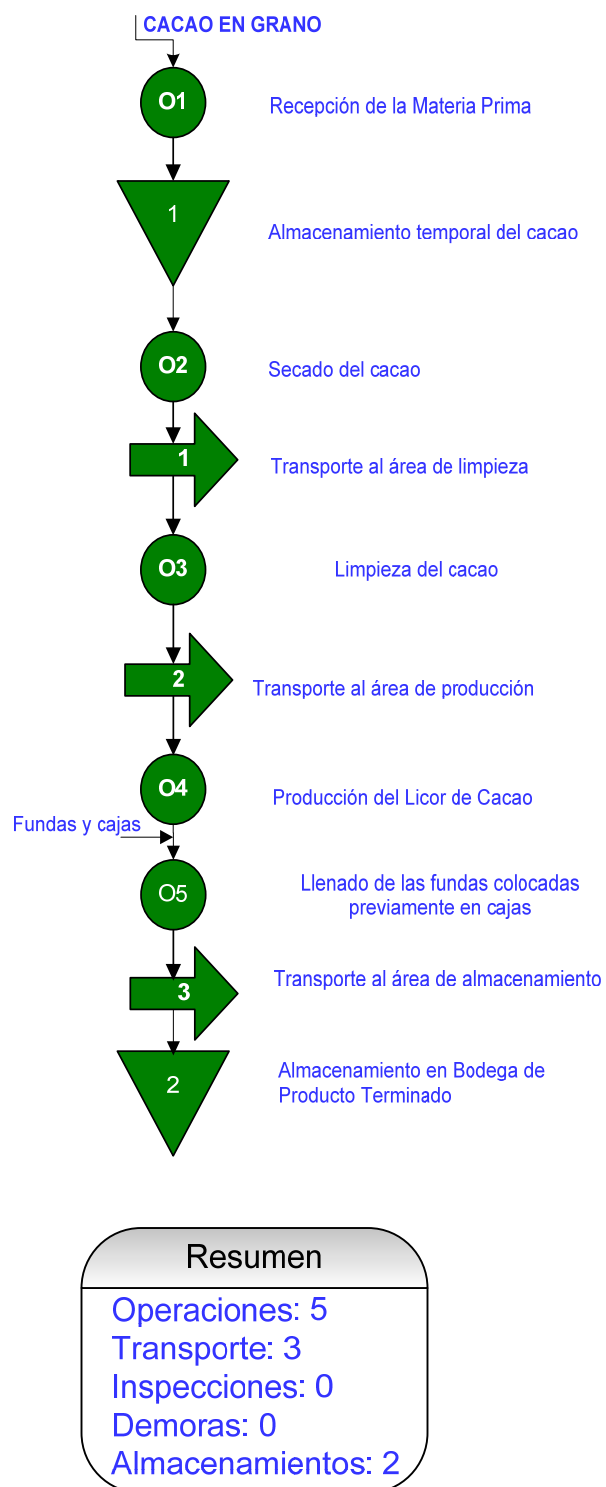 CACAO EN GRANO
O1
Recepción de la Materia Prima
1
Almacenamiento temporal del cacao
O2
Secado del cacao
1
Transporte al área de limpieza
O3
Limpieza del cacao
2
Transporte al área de producción
O4
Producción del Licor de Cacao
Fundas y cajas
O5
Llenado de las fundas colocadas
previamente en cajas
3
Transporte al área de almacenamiento
2
Almacenamiento en Bodega de
Producto Terminado
Resumen
Operaciones: 5
Transporte: 3
Inspecciones: 0
Demoras: 0
Almacenamientos: 2